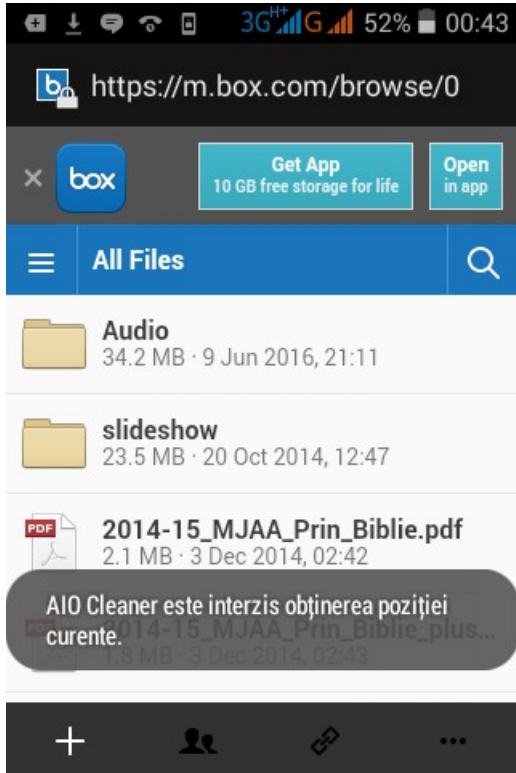 3G H+ G 52% 00:43
https://m.box.com/browse/0
box
Get App
10 GB free storage for life
Open
in app
All Files
Audio
34.2 MB · 9 Jun 2016, 21:11
slideshow
23.5 MB · 20 Oct 2014, 12:47
PDF
2014-15_MJAA_Prin_Biblie.pdf
2.1 MB · 3 Dec 2014, 02:42
AIO Cleaner este interzis obținerea poziției
curente.
2014-15_MJAA_Prin_Biblie_plus...
1.8 MB · 3 Dec 2014, 02:43